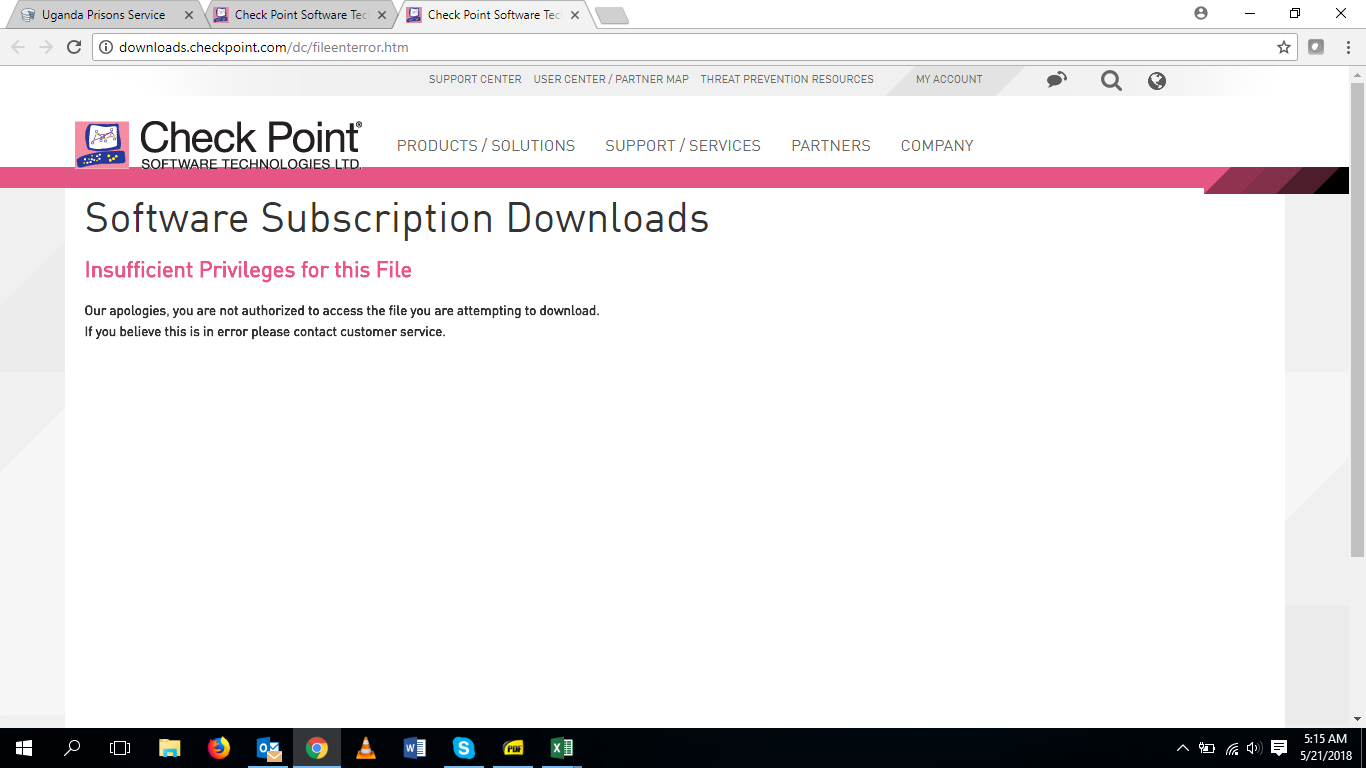 Uganda Prisons Service
Check Point Software Tec
Check Point Software Tec
downloads.checkpoint.com/dc/fileenterror.htm
SUPPORT CENTER USER CENTER / PARTNER MAP THREAT PREVENTION RESOURCES MY ACCOUNT
Check Point®
SOFTWARE TECHNOLOGIES LTD.
PRODUCTS / SOLUTIONS SUPPORT / SERVICES PARTNERS COMPANY
Software Subscription Downloads
Insufficient Privileges for this File
Our apologies, you are not authorized to access the file you are attempting to download.
If you believe this is in error please contact customer service.
PDF
5:15 AM
5/21/2018